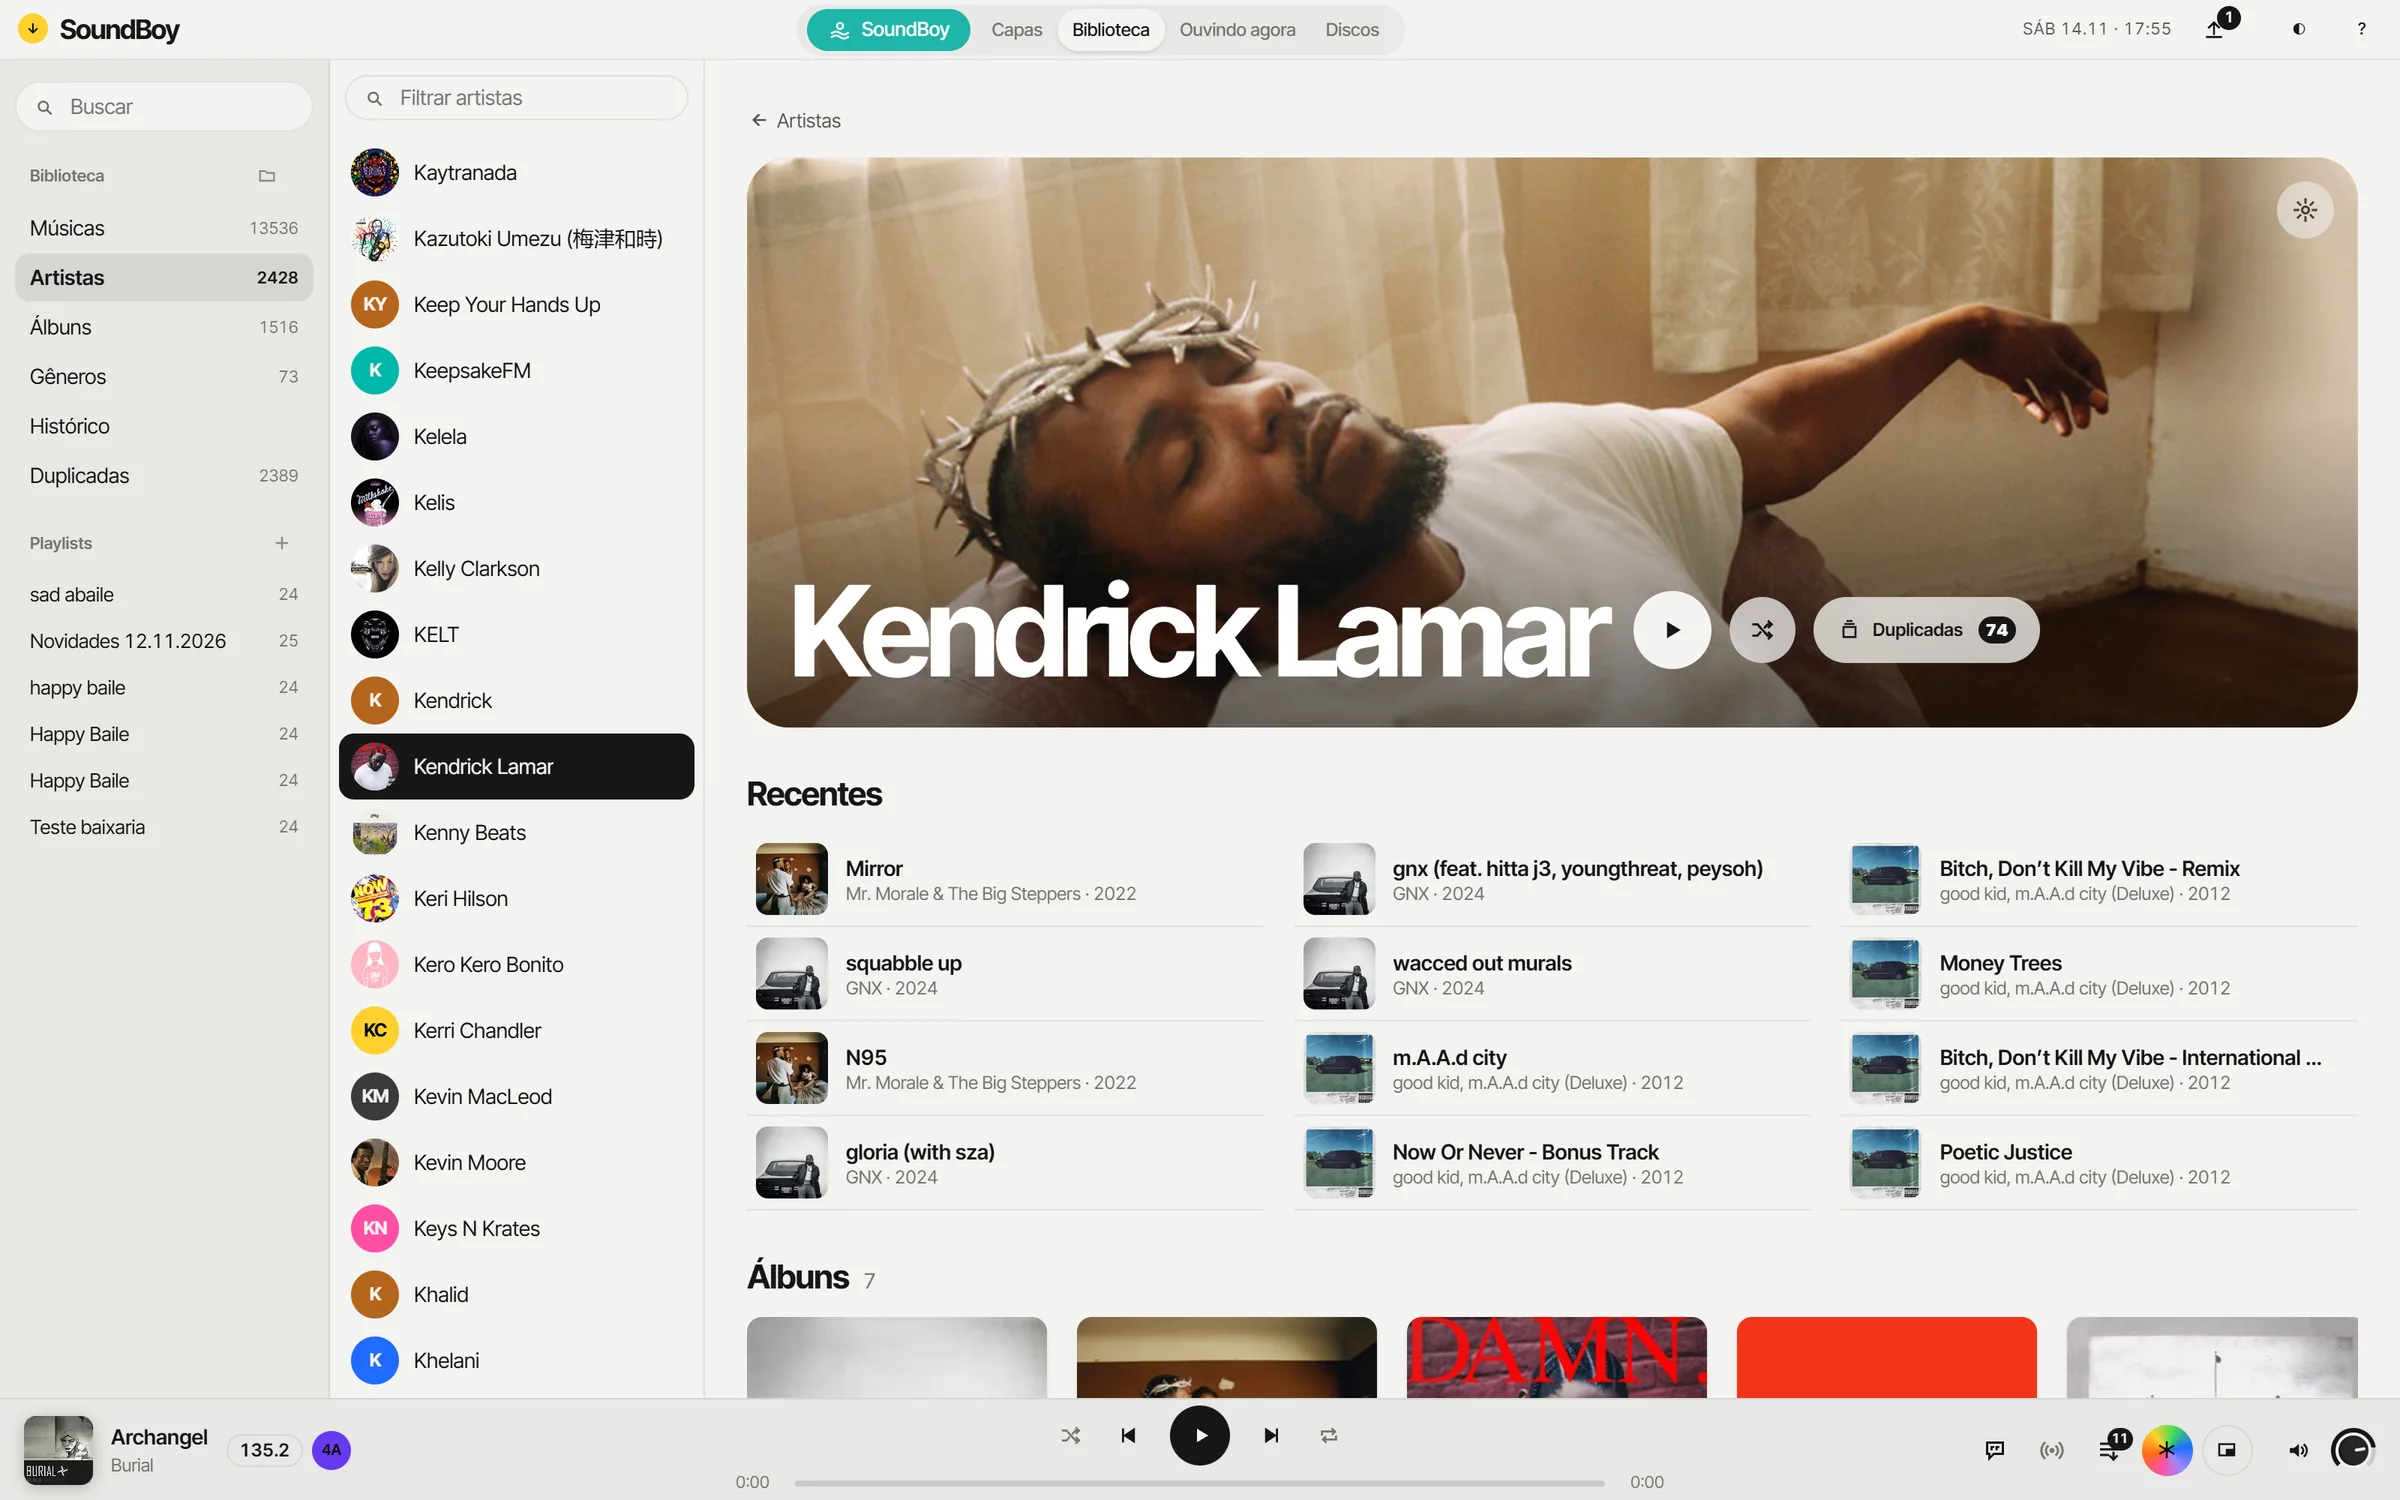 SoundBoy
SoundBoy
Capas
Biblioteca
Ouvindo agora
Discos
SÁB 14.11 · 17:55
1
?
Buscar
Biblioteca
Músicas 13536
Artistas 2428
Álbuns 1516
Gêneros 73
Histórico
Duplicadas 2389
Playlists
sad abaile 24
Novidades 12.11.2026 25
happy baile 24
Happy Baile 24
Happy Baile 24
Teste baixaria 24
Filtrar artistas
Kaytranada
Kazutoki Umezu (梅津和時)
KY Keep Your Hands Up
K KeepsakeFM
Kelela
Kelis
Kelly Clarkson
KELT
K Kendrick
Kendrick Lamar
Kenny Beats
NOW 73
Keri Hilson
Kero Kero Bonito
KC Kerri Chandler
KM Kevin MacLeod
Kevin Moore
KN Keys N Krates
K Khalid
K Khelani
Artistas
Kendrick Lamar
Duplicadas 74
Recentes
Mirror
Mr. Morale & The Big Steppers · 2022
squabble up
GNX · 2024
N95
Mr. Morale & The Big Steppers · 2022
gloria (with sza)
GNX · 2024
gnx (feat. hitta j3, youngthreat, peysoh)
GNX · 2024
wacced out murals
GNX · 2024
m.A.A.d city
good kid, m.A.A.d city (Deluxe) · 2012
Now Or Never - Bonus Track
good kid, m.A.A.d city (Deluxe) · 2012
Bitch, Don’t Kill My Vibe - Remix
good kid, m.A.A.d city (Deluxe) · 2012
Money Trees
good kid, m.A.A.d city (Deluxe) · 2012
Bitch, Don’t Kill My Vibe - International ...
good kid, m.A.A.d city (Deluxe) · 2012
Poetic Justice
good kid, m.A.A.d city (Deluxe) · 2012
Álbuns 7
DAMN.
BURIAL
Archangel
Burial
135.2
4A
0:00
0:00
11